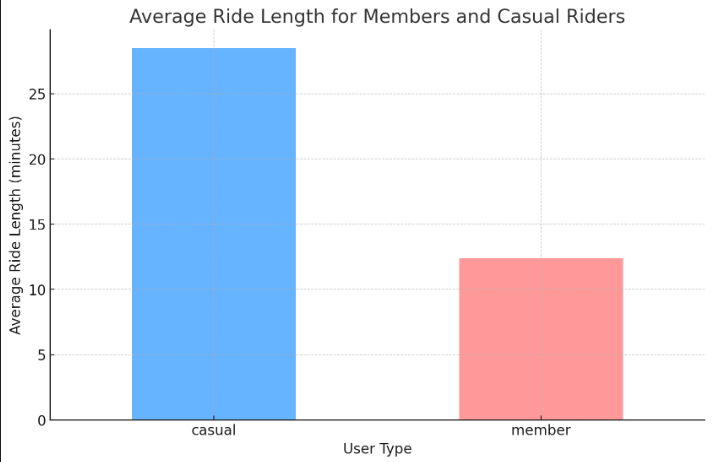 Average Ride Length for Members and Casual Riders
Average Ride Length (minutes)
25
20
15
10
5
0
casual member
User Type